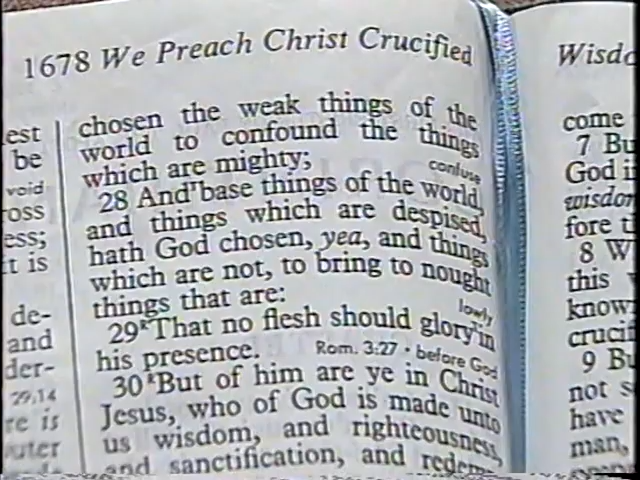 1678 We Preach Christ Crucified
est
be
void
oss
ess;
t is
de-
and
der-
29.14
re is
chosen the weak things of the
world to confound the things
which are mighty; confuse
28 And base things of the world,
and things which are despised,
hath God chosen, yea, and things
which are not, to bring to nought
things that are: lowly
29 That no flesh should glory in
his presence. Rom. 3:27 • before God
30 But of him are ye in Christ
Jesus, who of God is made unto
us wisdom, and righteousness,
and sanctification, and redem
Wisdo
come
7 Bu
God i
wisdom
fore t
8 W
this
know
cruci
9 Bu
not s
have
man,